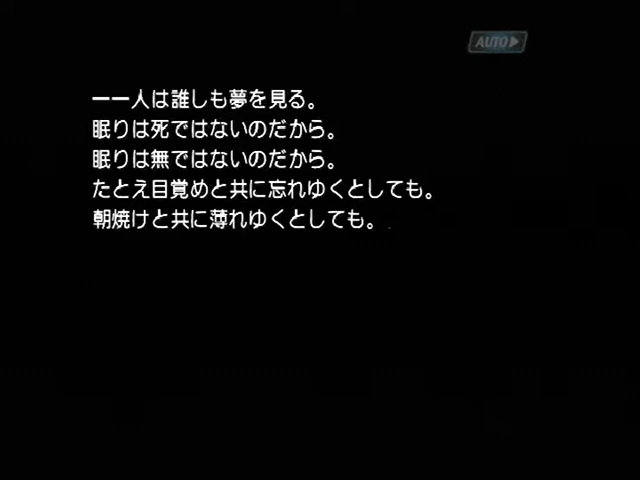 AUTO▶
――人は誰しも夢を見る。
眠りは死ではないのだから。
眠りは無ではないのだから。
たとえ目覚めと共に忘れゆくとしても。
朝焼けと共に薄れゆくとしても。